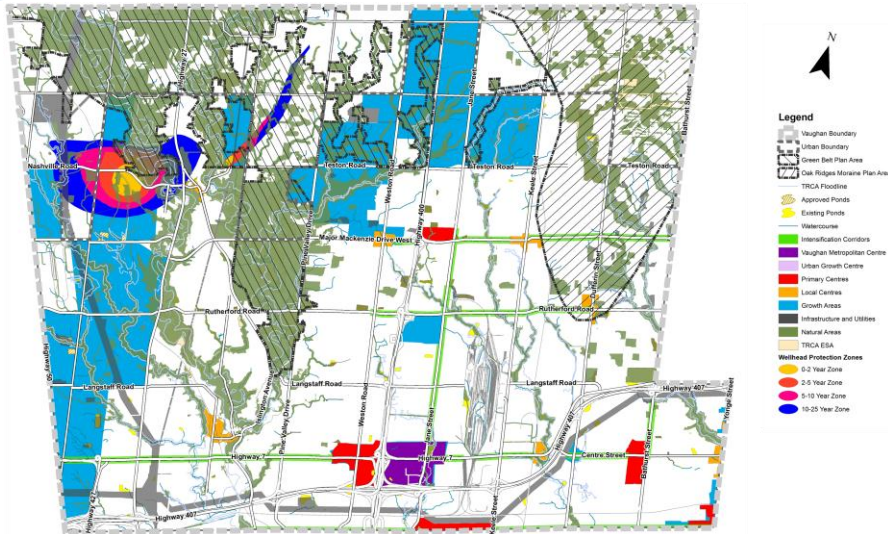 N
Highway 27
Jane Street
Bathurst Street
Nashville Road
Teston Road
Weston Road
Teston Road
Keele Street
Teston Road
Highway 400
Major Mackenzie Drive West
Dufferin Street
Rutherford Road
Rutherford Road
Highway 50
Langstaff Road
Islington Avenue
Pine Valley Drive
Langstaff Road
Weston Road
Langstaff Road
Highway 407
Yonge Street
Jane Street
Highway 407
Highway 7
Highway 7
Centre Street
Bathurst Street
Highway 427
Highway 407
Keele Street
Legend
Vaughan Boundary
Urban Boundary
Green Belt Plan Area
Oak Ridges Moraine Plan Area
TRCA Floodline
Approved Ponds
Existing Ponds
Watercourse
Intensification Corridors
Vaughan Metropolitan Centre
Urban Growth Centre
Primary Centres
Local Centres
Growth Areas
Infrastructure and Utilities
Natural Areas
TRCA ESA
Wellhead Protection Zones
0-2 Year Zone
2-5 Year Zone
5-10 Year Zone
10-25 Year Zone